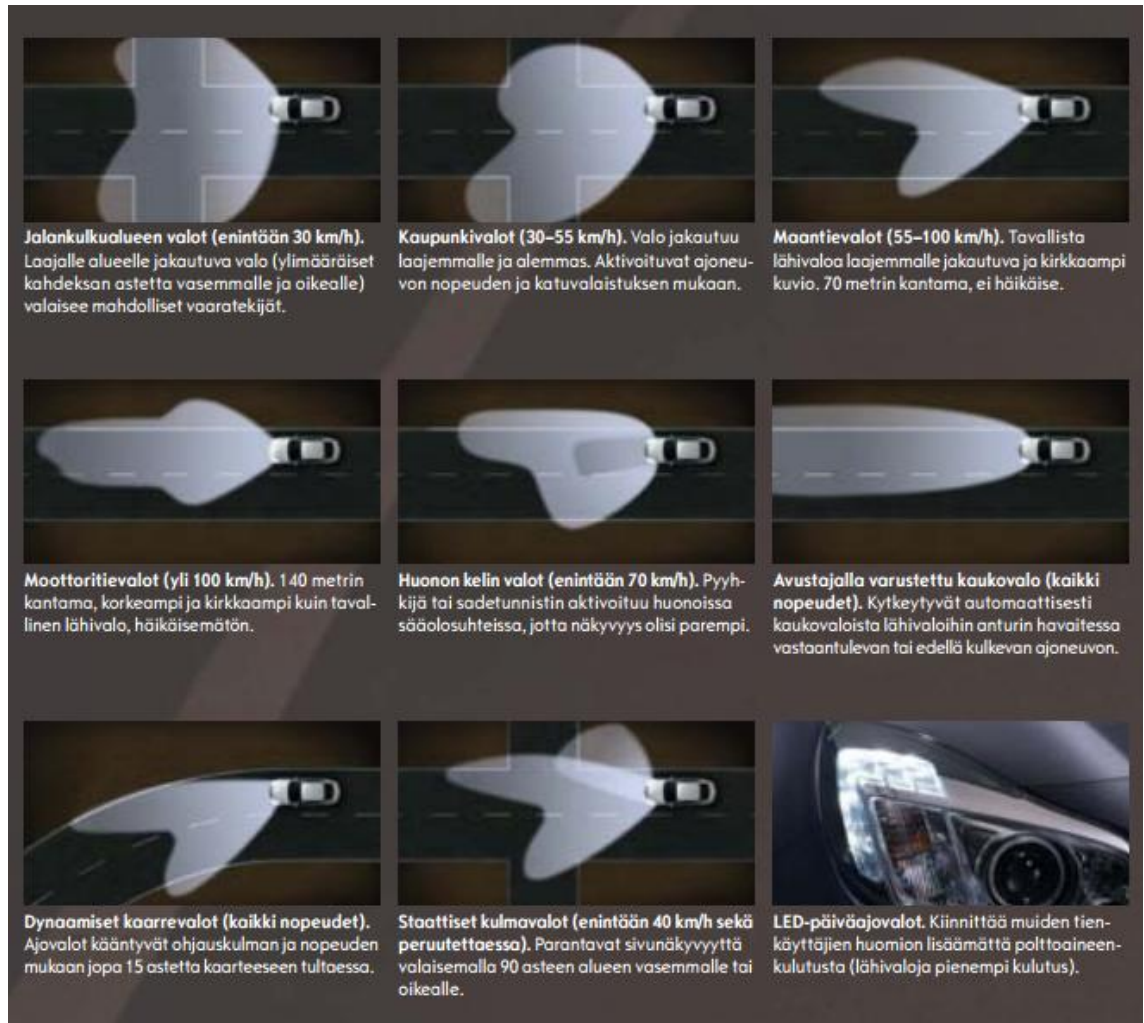 Jalankulkualueen valot (enintään 30 km/h).
Laajalle alueelle jakautuva valo (ylimääräiset
kahdeksan astetta vasemmalle ja oikealle)
valaisee mahdolliset vaaratekijät.
Kaupunkivalot (30–55 km/h). Valo jakautuu
laajemmalle ja alemmas. Aktivoituvat ajoneu-
von nopeuden ja katuvalaistuksen mukaan.
Maantievalot (55–100 km/h). Tavallista
lähivaloa laajemmalle jakautuva ja kirkkaampi
kuvio. 70 metrin kantama, ei häikäise.
Moottoritievalot (yli 100 km/h). 140 metrin
kantama, korkeampi ja kirkkaampi kuin taval-
linen lähivalo, häikäisemätön.
Huonon kelin valot (enintään 70 km/h). Pyyh-
kijä tai sadetunnistin aktivoituu huonoissa
sääolosuhteissa, jotta näkyvyys olisi parempi.
Avustajalla varustettu kaukovalo (kaikki
nopeudet). Kytkeytyvät automaattisesti
kaukovaloista lähivaloihin anturin havaitessa
vastaantulevan tai edellä kulkevan ajoneuvon.
Dynaamiset kaarrevalot (kaikki nopeudet).
Ajovalot kääntyvät ohjauskulman ja nopeuden
mukaan jopa 15 astetta kaarteeseen tultaessa.
Staattiset kulmavalot (enintään 40 km/h sekä
peruutettaessa). Parantavat sivunäkyvyyttä
valaisemalla 90 asteen alueen vasemmalle tai
oikealle.
LED-päiväajovalot. Kiinnittää muiden tien-
käyttäjien huomion lisäämättä polttoaineen-
kulutusta (lähivaloja pienempi kulutus).